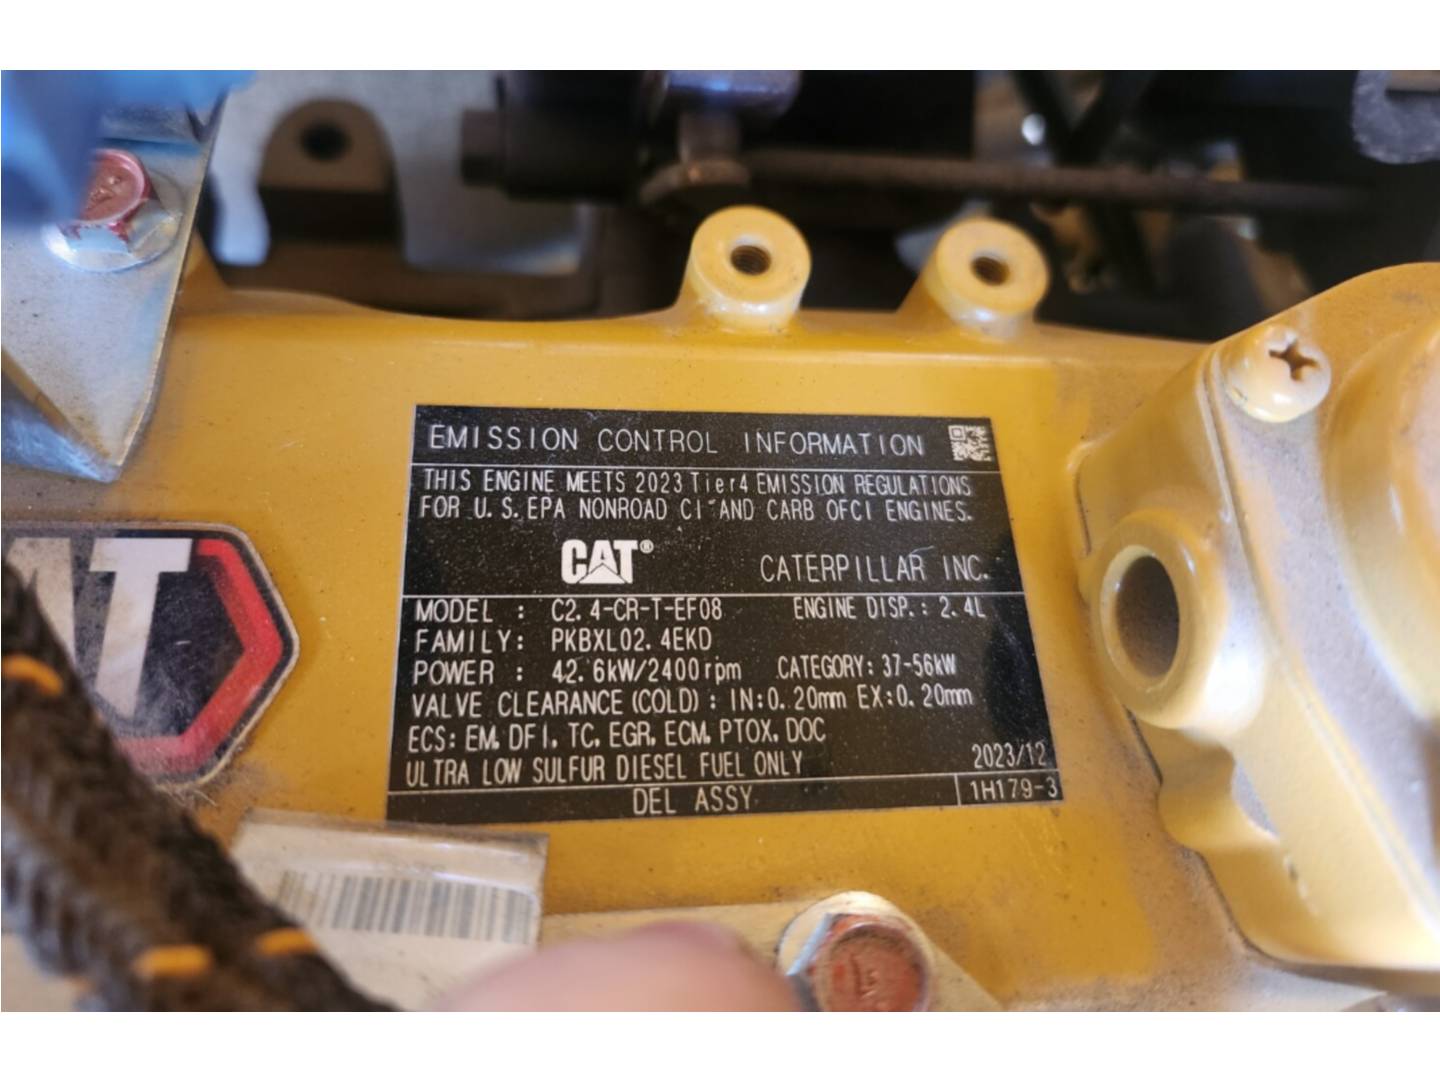 EMISSION CONTROL INFORMATION
THIS ENGINE MEETS 2023 Tier4 EMISSION REGULATIONS
FOR U.S.EPA NONROAD CI AND CARB OFCI ENGINES.
CAT® CATERPILLAR INC.
MODEL : C2.4-CR-T-EF08 ENGINE DISP.: 2.4L
FAMILY: PKBXL02.4EKD
POWER : 42.6kW/2400rpm CATEGORY: 37-56kW
VALVE CLEARANCE(COLD): IN:0.20mm EX:0.20mm
ECS: EM, DFI, TC, EGR, ECM, PTOX, DOC
ULTRA LOW SULFUR DIESEL FUEL ONLY 2023/12
DEL ASSY 1H179-3
AT